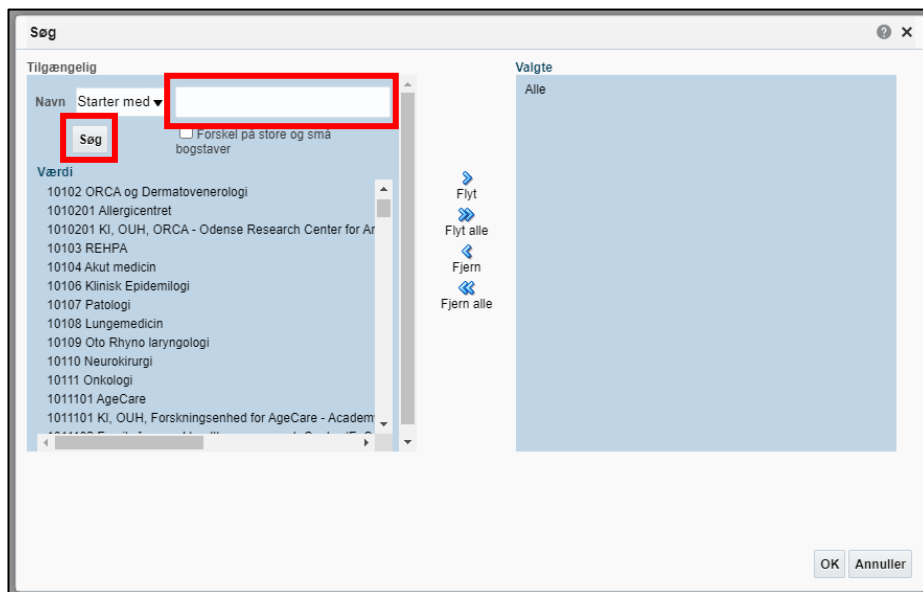 Søg
Tilgængelig
Navn Starter med
Søg
Forskel på store og små
bogstaver
Værdi
10102 ORCA og Dermatovenerologi
1010201 Allergicentret
1010201 KI, OUH, ORCA - Odense Research Center for Ar
10103 REHPA
10104 Akut medicin
10106 Klinisk Epidemilogi
10107 Patologi
10108 Lungemedicin
10109 Oto Rhyno laryngologi
10110 Neurokirurgi
10111 Onkologi
1011101 AgeCare
1011101 KI, OUH, Forskningsenhed for AgeCare - Academ
Flyt
Flyt alle
Fjern
Fjern alle
Valgte
Alle
OK Annuller